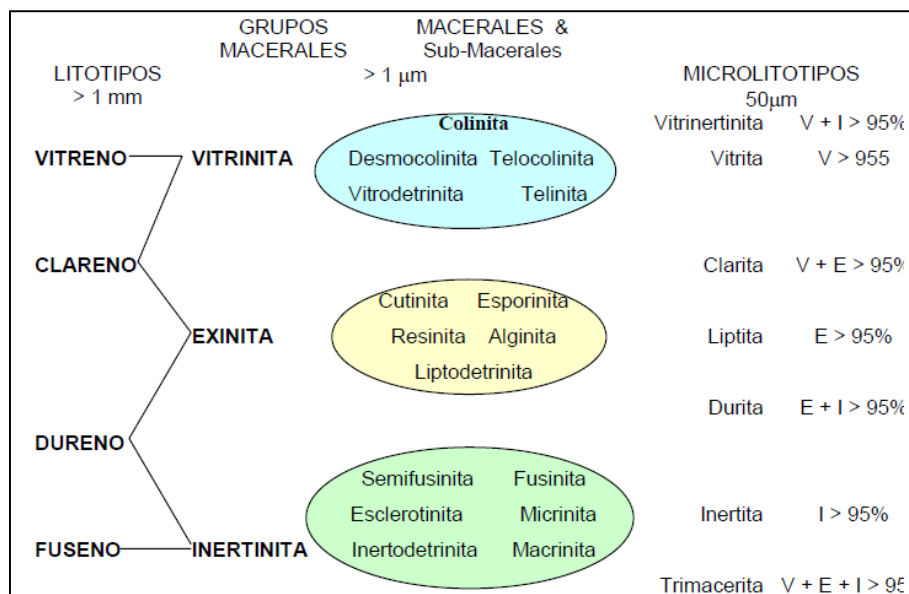 GRUPOS MACERALES &
MACERALES Sub-Macerales
LITOTIPOS > 1 µm MICROLITOTIPOS
> 1 mm 50µm
Colinita Vitrinertinita V + I > 95%
VITRENO VITRINITA Desmocolinita Telocolinita Vitrita V > 955
Vitrodetrinita Telinita
CLARENO Clarita V + E > 95%
Cutinita Esporinita
EXINITA Resinita Alginita Liptita E > 95%
Liptodetrinita
Durita E + I > 95%
DURENO
Semifusinita Fusinita
Esclerotinita Micrinita Inertita I > 95%
FUSENO INERTINITA Inertodetrinita Macrinita
Trimacerita V + E + I > 95